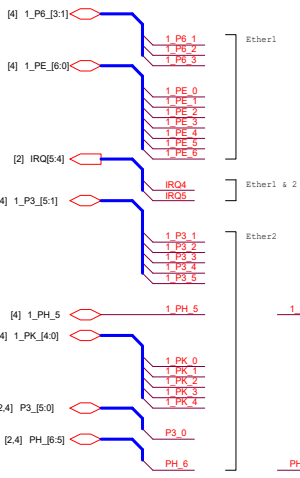 [4] 1_P6_[3:1]
1_P6_1
1_P6_2
1_P6_3
Ether1
[4] 1_PE_[6:0]
1_PE_0
1_PE_1
1_PE_2
1_PE_3
1_PE_4
1_PE_5
1_PE_6
[2] IRQ[5:4]
IRQ4
IRQ5
Ether1 & 2
4] 1_P3_[5:1]
1_P3_1
1_P3_2
1_P3_3
1_P3_4
1_P3_5
Ether2
[4] 1_PH_5
1_PH_5
1_
4] 1_PK_[4:0]
1_PK_0
1_PK_1
1_PK_2
1_PK_3
1_PK_4
2,4] P3_[5:0]
P3_0
[2,4] PH_[6:5]
PH_6
PH